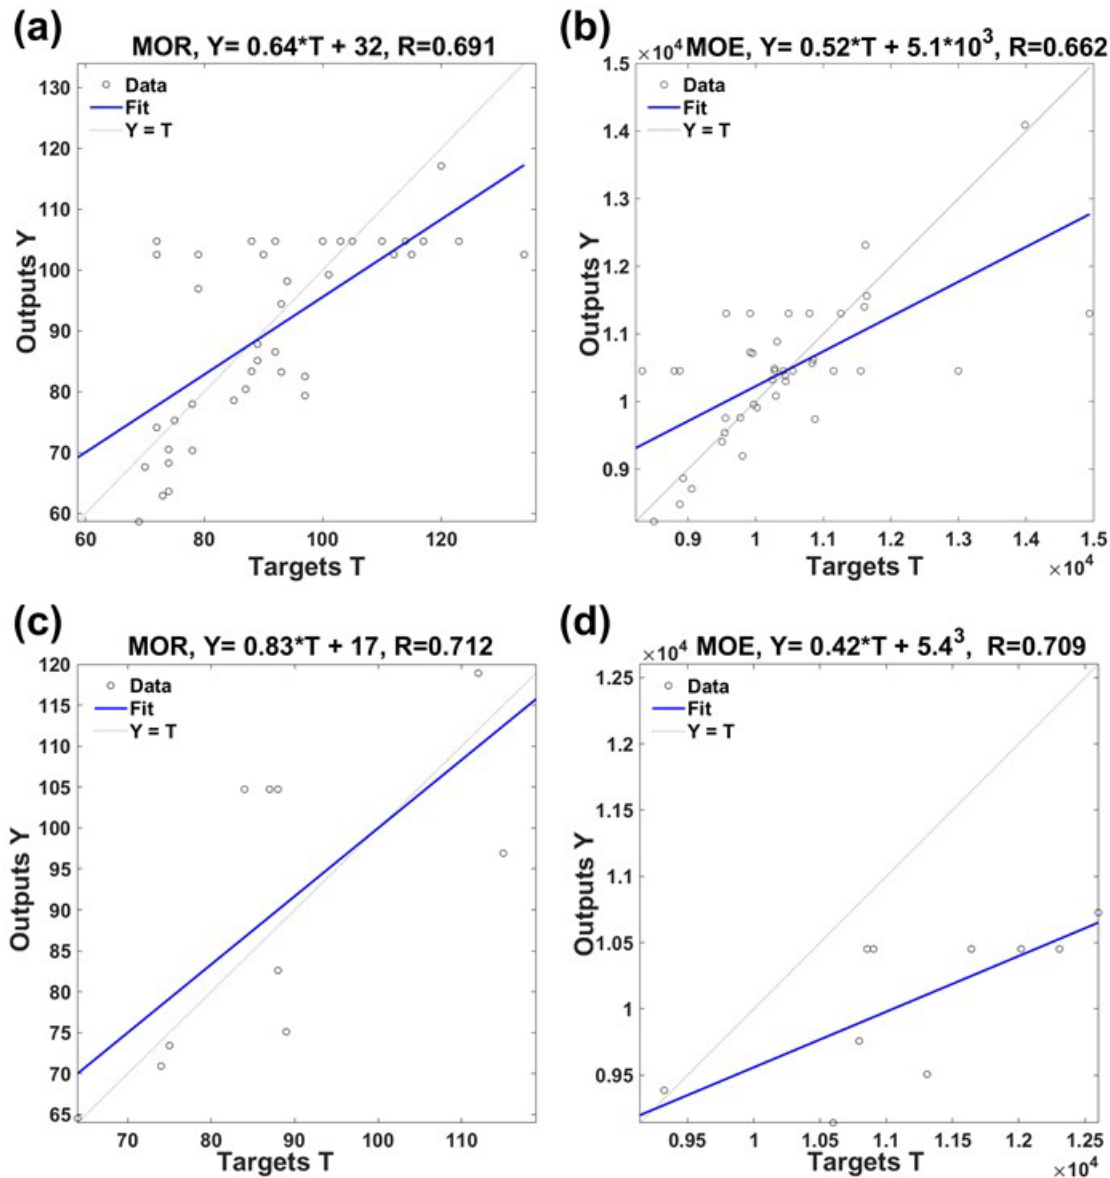 (a)
MOR, Y= 0.64*T + 32, R=0.691
Data
Fit
Y = T
130
120
110
100
90
80
70
60
Outputs Y
60 80 100 120
Targets T
(b)
×10⁴ MOE, Y= 0.52*T + 5.1*10³, R=0.662
Data
Fit
Y = T
1.5
1.4
1.3
1.2
1.1
1
0.9
Outputs Y
0.9 1 1.1 1.2 1.3 1.4 1.5
Targets T
×10⁴
(c)
MOR, Y= 0.83*T + 17, R=0.712
Data
Fit
Y = T
120
115
110
105
100
95
90
85
80
75
70
65
Outputs Y
70 80 90 100 110
Targets T
(d)
×10⁴ MOE, Y= 0.42*T + 5.4³, R=0.709
Data
Fit
Y = T
1.25
1.2
1.15
1.1
1.05
1
0.95
Outputs Y
0.95 1 1.05 1.1 1.15 1.2 1.25
Targets T
×10⁴